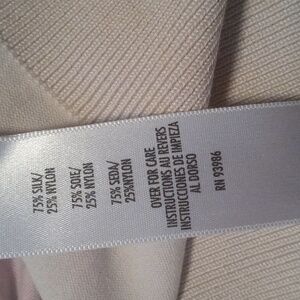 75% SILK/
25% NYLON
75% SOIE/
25% NYLON
75% SEDA/
25%NYLON
OVER FOR CARE
INSTRUCTIONS AU REVERS
INSTRUCCIONES DE LIMPIEZA
AL DORSO
RN 93986